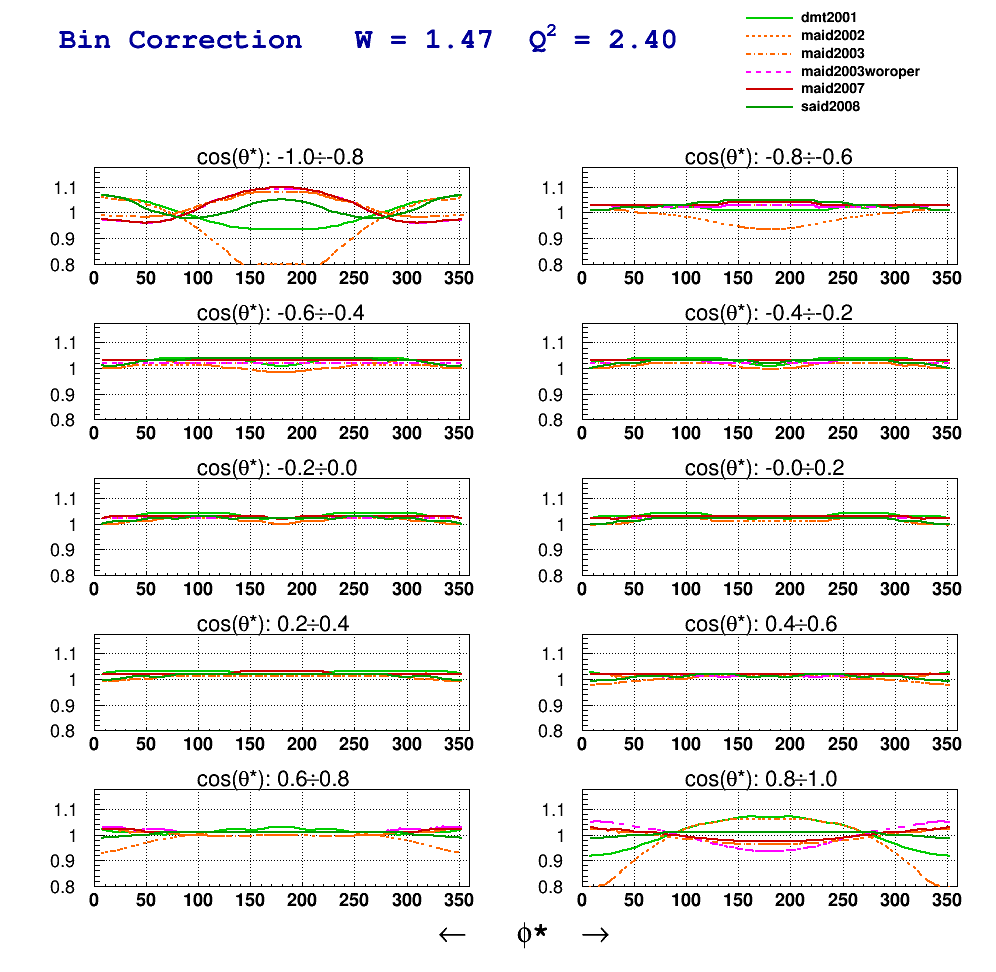 Bin Correction W = 1.47 Q² = 2.40
dmt2001
maid2002
maid2003
maid2003woroper
maid2007
said2008
cos(θ*): -1.0÷-0.8
1.1
1
0.9
0.8
0 50 100 150 200 250 300 350
cos(θ*): -0.8÷-0.6
1.1
1
0.9
0.8
0 50 100 150 200 250 300 350
cos(θ*): -0.6÷-0.4
1.1
1
0.9
0.8
0 50 100 150 200 250 300 350
cos(θ*): -0.4÷-0.2
1.1
1
0.9
0.8
0 50 100 150 200 250 300 350
cos(θ*): -0.2÷0.0
1.1
1
0.9
0.8
0 50 100 150 200 250 300 350
cos(θ*): -0.0÷0.2
1.1
1
0.9
0.8
0 50 100 150 200 250 300 350
cos(θ*): 0.2÷0.4
1.1
1
0.9
0.8
0 50 100 150 200 250 300 350
cos(θ*): 0.4÷0.6
1.1
1
0.9
0.8
0 50 100 150 200 250 300 350
cos(θ*): 0.6÷0.8
1.1
1
0.9
0.8
0 50 100 150 200 250 300 350
cos(θ*): 0.8÷1.0
1.1
1
0.9
0.8
0 50 100 150 200 250 300 350
← ϕ* →